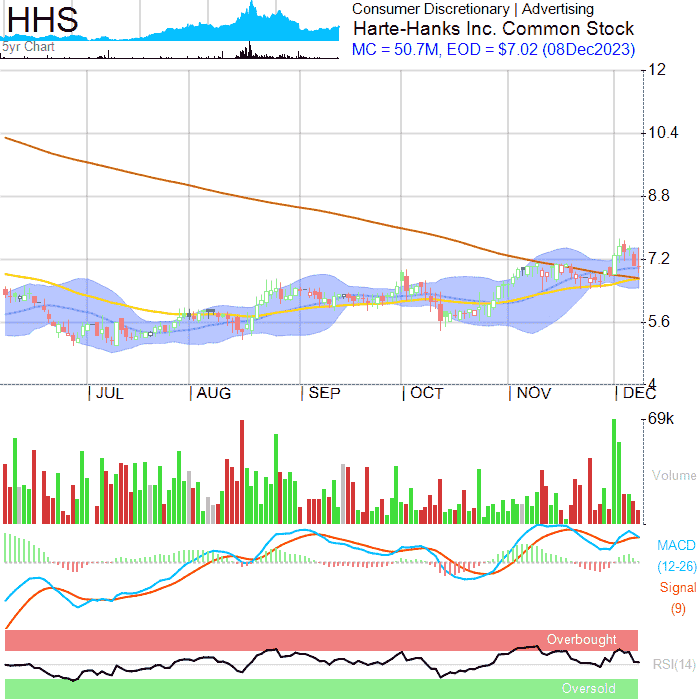 HHS
5yr Chart
Consumer Discretionary | Advertising
Harte-Hanks Inc. Common Stock
MC = 50.7M, EOD = $7.02 (08Dec2023)
12
10.4
8.8
7.2
5.6
4
JUL AUG SEP OCT NOV DEC
69k
Volume
MACD
(12-26)
Signal
(9)
Overbought
RSI(14)
Oversold